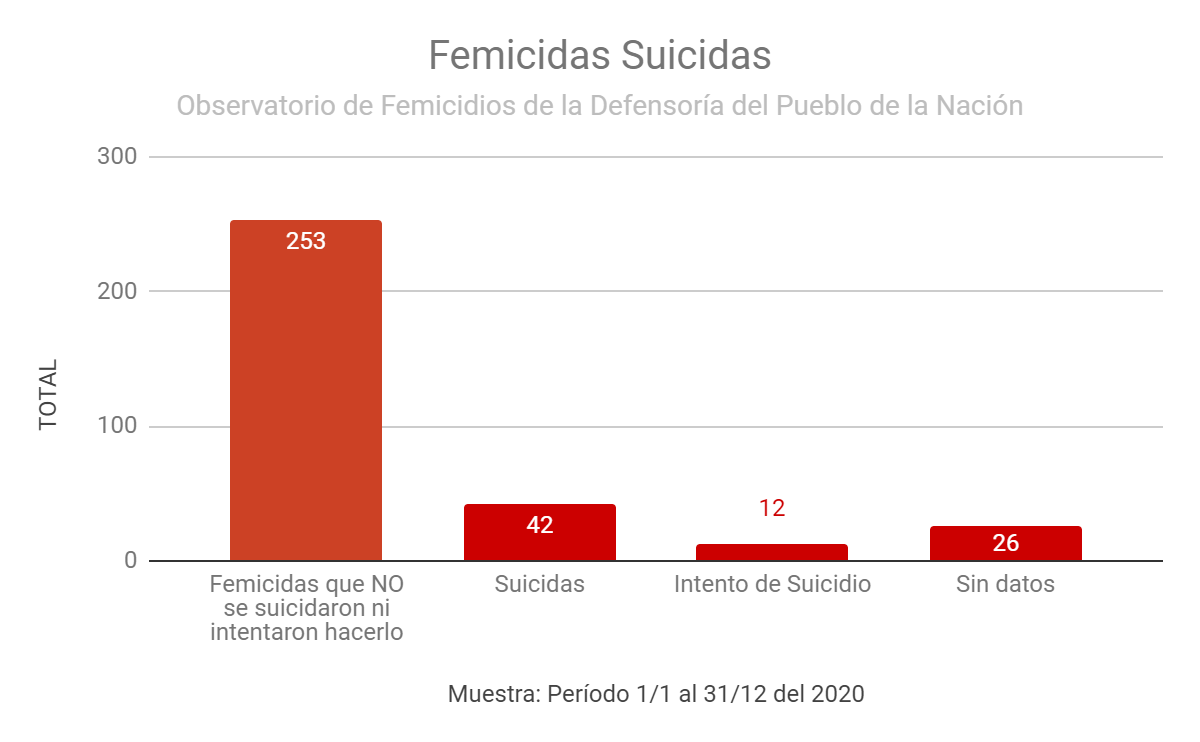 Femicidas Suicidas
Observatorio de Femicidios de la Defensoría del Pueblo de la Nación
300
200
100
0
TOTAL
253
42
12
26
Femicidas que NO
se suicidaron ni
intentaron hacerlo
Suicidas
Intento de Suicidio
Sin datos
Muestra: Período 1/1 al 31/12 del 2020